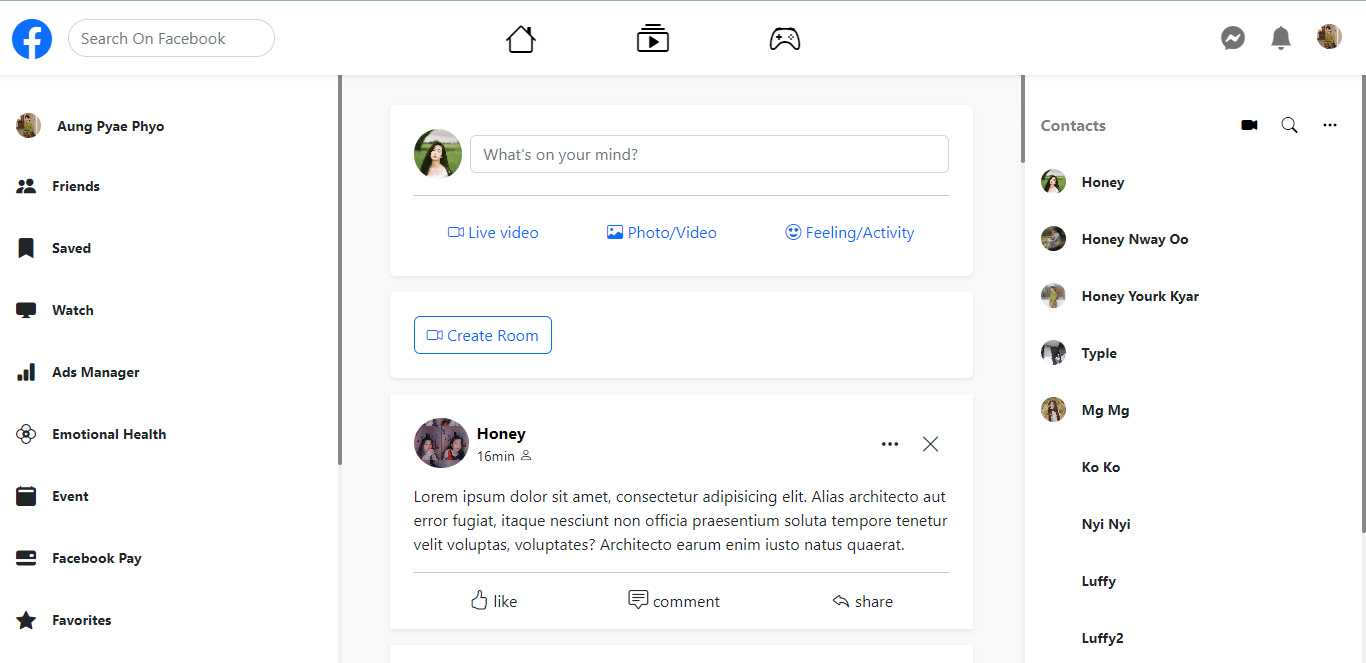 Search On Facebook
Aung Pyae Phyo
Friends
Saved
Watch
Ads Manager
Emotional Health
Event
Facebook Pay
Favorites
What's on your mind?
Live video
Photo/Video
Feeling/Activity
Create Room
Honey
16min
Lorem ipsum dolor sit amet, consectetur adipisicing elit. Alias architecto aut
error fugiat, itaque nesciunt non officia praesentium soluta tempore tenetur
velit voluptas, voluptates? Architecto earum enim iusto natus quaerat.
like
comment
share
Contacts
Honey
Honey Nway Oo
Honey Yourk Kyar
Typle
Mg Mg
Ko Ko
Nyi Nyi
Luffy
Luffy2